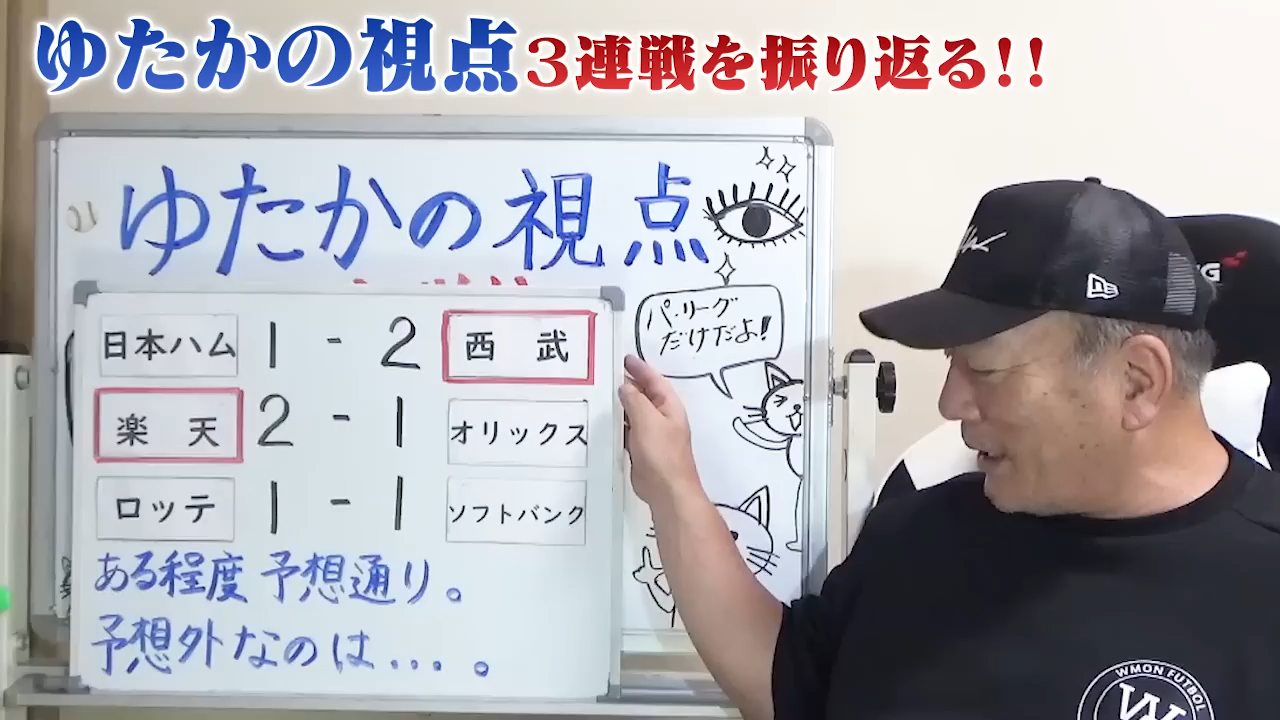 ゆたかの視点3連戦を振り返る!!
ゆたかの視点
パ・リーグ
だけだよ!
日本ハム 1 - 2 西 武
楽 天 2 - 1 オリックス
ロッテ 1 - 1 ソフトバンク
ある程度 予想通り。
予想外なのは...。
WMON FUTBOL